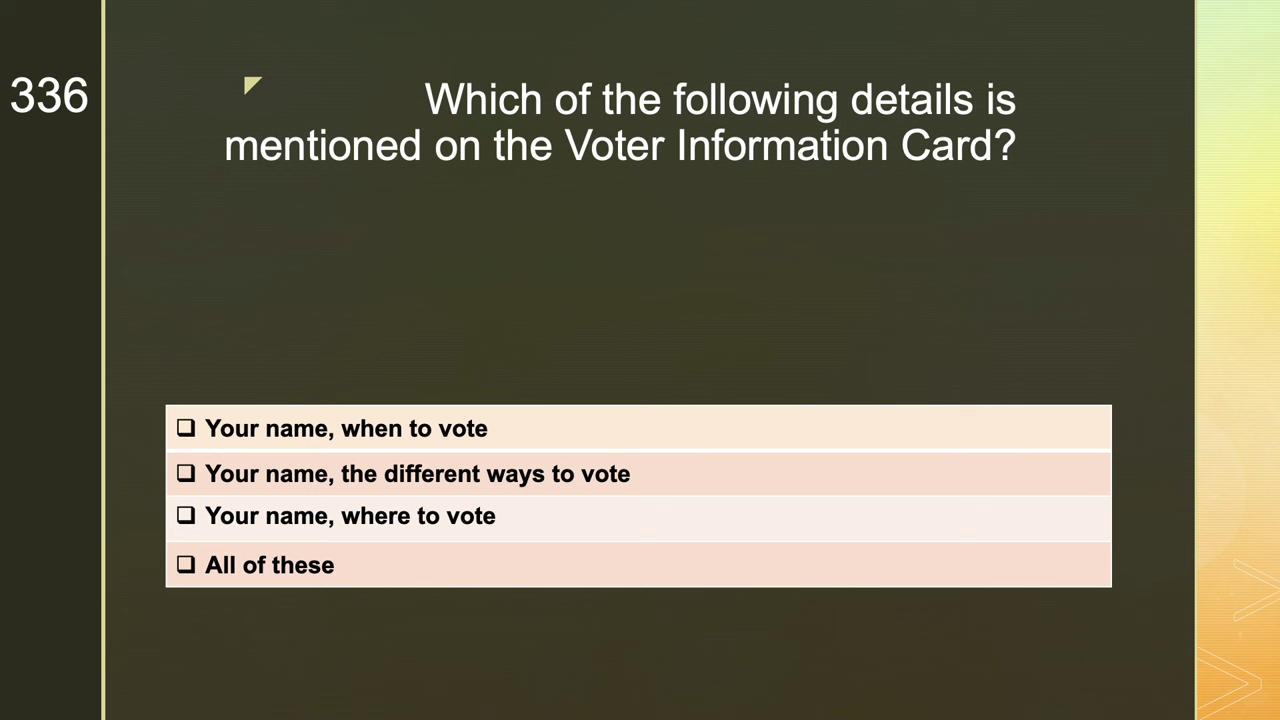 336
Which of the following details is
mentioned on the Voter Information Card?
❑ Your name, when to vote
❑ Your name, the different ways to vote
❑ Your name, where to vote
❑ All of these